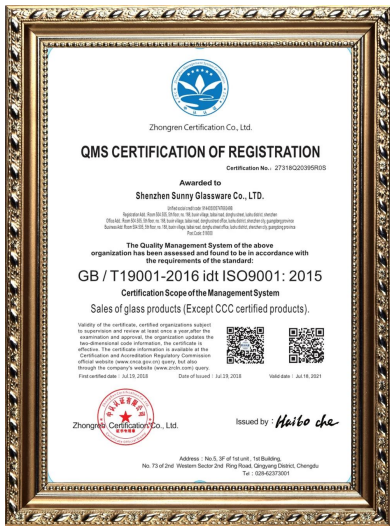 Zhongren Certification Co., Ltd.
QMS CERTIFICATION OF REGISTRATION
Certification No.: 27318Q20395R0S
Awarded to
Shenzhen Sunny Glassware Co., LTD.
The Quality Management System of the above
organization has been assessed and found to be in accordance with
the requirements of the standard:
GB / T19001-2016 idt ISO9001: 2015
Certification Scope of the Management System
Sales of glass products (Except CCC certified products).
Validity of the certificate, certified organizations subject
to supervision and review at least once a year,after the
examination and approval, the organization updates the
two-dimensional code information, the certificate is
effective. The certificate information is available at the
Certification and Accreditation Regulatory Commission
official website (www.cnca.gov.cn) query, but also
through the company's website (www.zrcln.com) query.
First certified date : Jul.19, 2018 Date of Issued : Jul.19, 2018 Valid date : Jul.18, 2021
Zhongren Certification Co., Ltd.
Issued by : Haibo che
Address : No.5, 3F of 1st unit, 1st Building,
No. 73 of 2nd Western Sector 2nd Ring Road, Qingyang District, Chengdu
Tel : 028-62373001